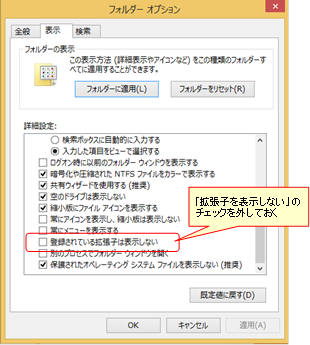 フォルダー オプション
全般 表示 検索
フォルダーの表示
この表示方法 (詳細表示やアイコンなど) をこの種類のフォルダーす
べてに適用することができます。
フォルダーに適用(L) フォルダーをリセット(R)
詳細設定:
検索ボックスに自動的に入力する
入力した項目をビューで選択する
ログオン時に以前のフォルダー ウィンドウを表示する
暗号化や圧縮された NTFS ファイルをカラーで表示する
共有ウィザードを使用する (推奨)
空のドライブは表示しない
縮小版にファイル アイコンを表示する
常にアイコンを表示し、縮小版は表示しない
常にメニューを表示する
登録されている拡張子は表示しない
別のプロセスでフォルダー ウィンドウを開く
保護されたオペレーティング システム ファイルを表示しない (推奨)
「拡張子を表示しない」の
チェックを外しておく
既定値に戻す(D)
OK キャンセル 適用(A)